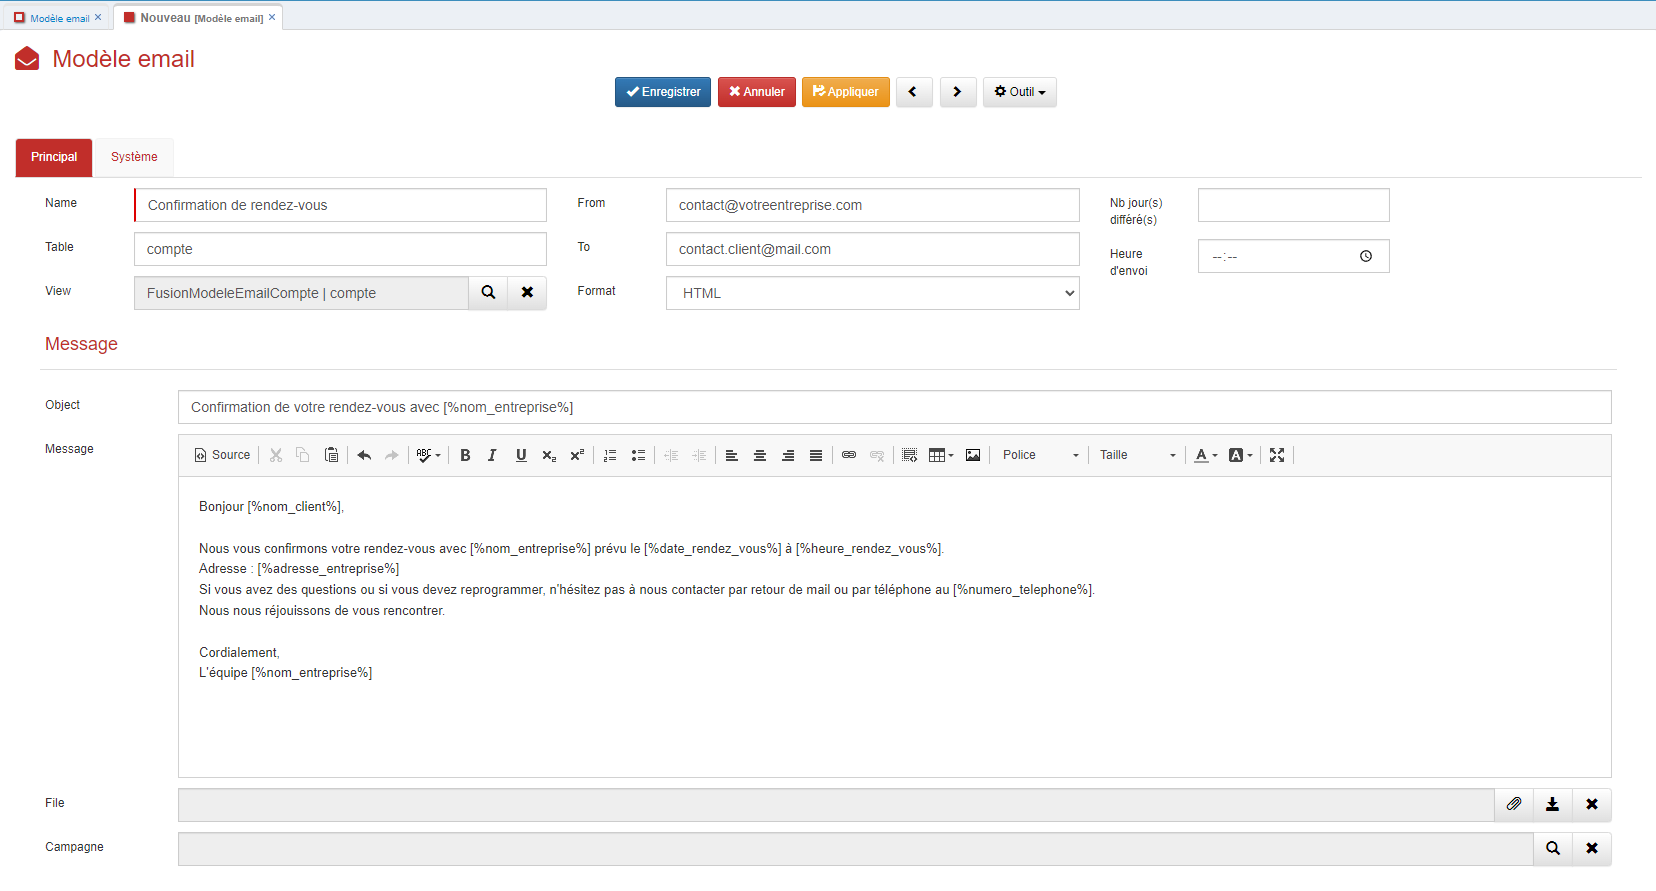 Modèle email ×
Nouveau [Modèle email] ×
Modèle email
Enregistrer
Annuler
Appliquer
Outil
Principal
Système
Name
Confirmation de rendez-vous
From
contact@votreentreprise.com
Nb jour(s)
différé(s)
Table
compte
To
contact.client@mail.com
Heure
d'envoi
--:--
View
FusionModeleEmailCompte | compte
Format
HTML
Message
Object
Confirmation de votre rendez-vous avec [%nom_entreprise%]
Message
Source
ABC
B I U x₂ x²
Police
Taille
A
A
Bonjour [%nom_client%],
Nous vous confirmons votre rendez-vous avec [%nom_entreprise%] prévu le [%date_rendez_vous%] à [%heure_rendez_vous%].
Adresse : [%adresse_entreprise%]
Si vous avez des questions ou si vous devez reprogrammer, n'hésitez pas à nous contacter par retour de mail ou par téléphone au [%numero_telephone%].
Nous nous réjouissons de vous rencontrer.
Cordialement,
L'équipe [%nom_entreprise%]
File
Campagne